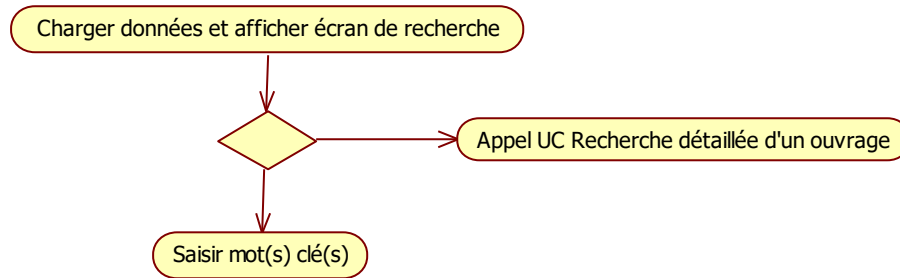 Charger données et afficher écran de recherche
Appel UC Recherche détaillée d'un ouvrage
Saisir mot(s) clé(s)